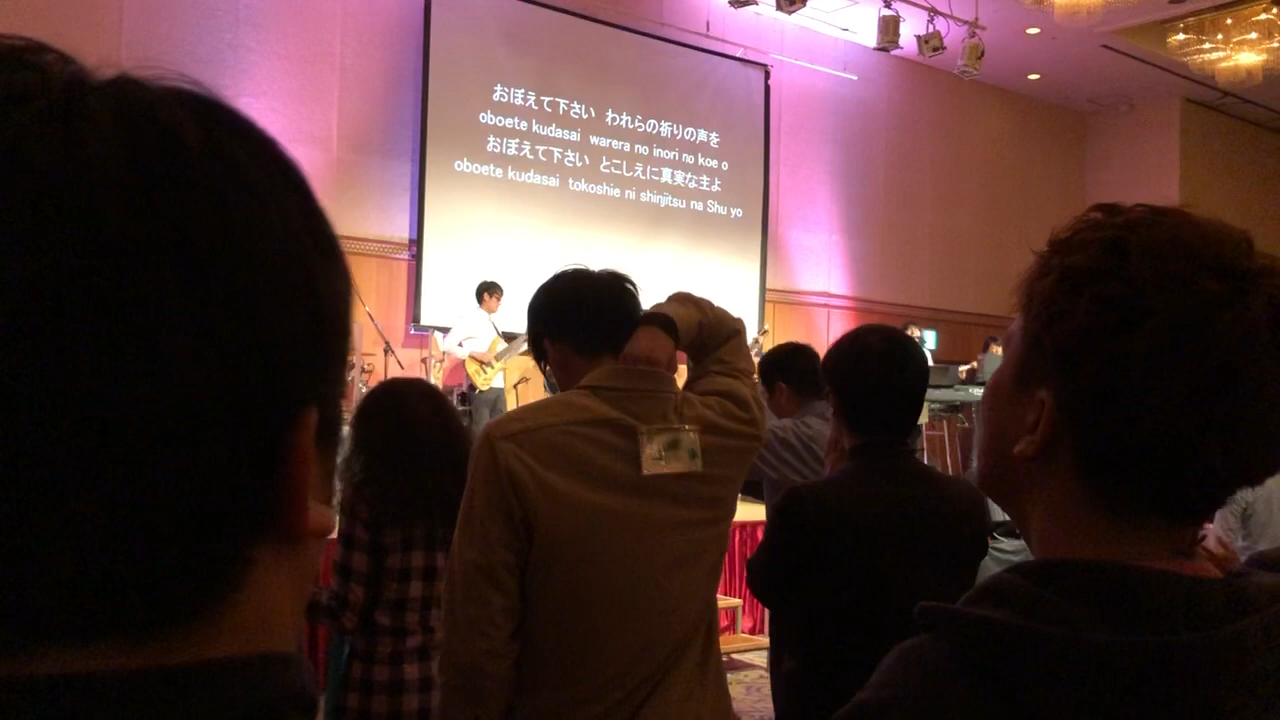 おぼえて下さい われらの祈りの声を
oboete kudasai warera no inori no koe o
おぼえて下さい とこしえに真実な主よ
oboete kudasai tokoshie ni shinjitsu na Shu yo